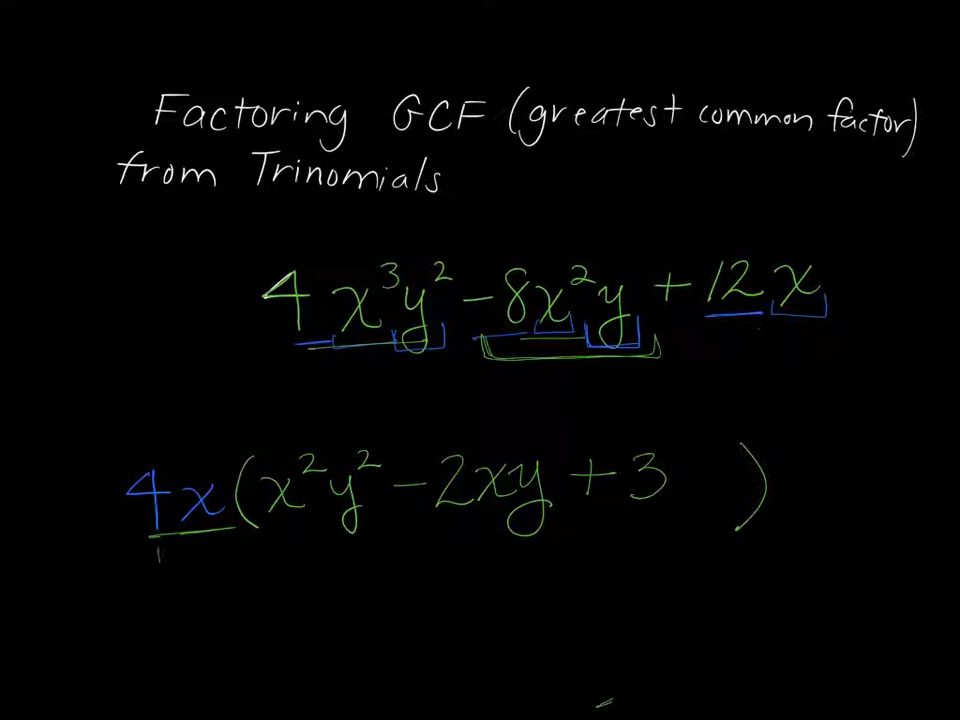 Factoring GCF (greatest common factor)
from Trinomials
4x³y² - 8x²y + 12x
4x(x²y² - 2xy + 3 )